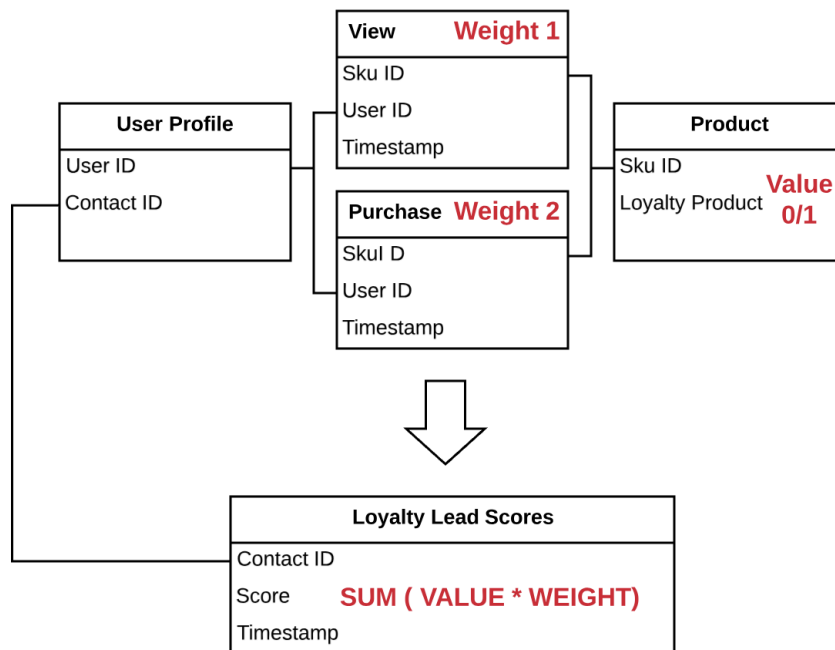 View Weight 1
Sku ID
User ID
Timestamp
User Profile
User ID
Contact ID
Purchase Weight 2
SkuI D
User ID
Timestamp
Product
Sku ID
Loyalty Product Value
0/1
Loyalty Lead Scores
Contact ID
Score SUM ( VALUE * WEIGHT)
Timestamp